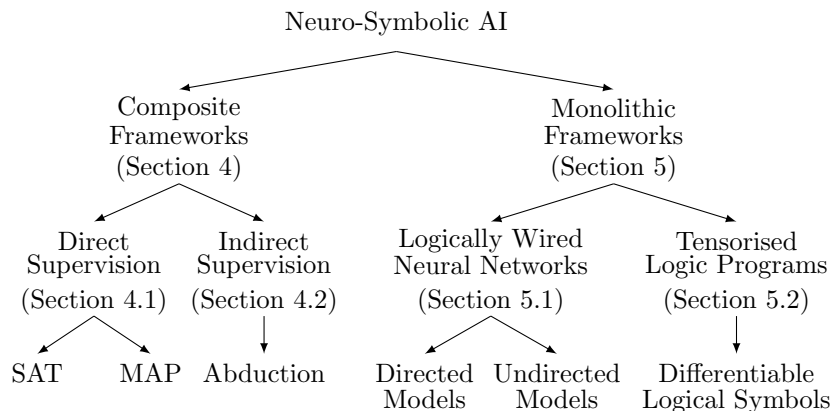 Neuro-Symbolic AI
Composite
Frameworks
(Section 4)
Monolithic
Frameworks
(Section 5)
Direct
Supervision
(Section 4.1)
Indirect
Supervision
(Section 4.2)
Logically Wired
Neural Networks
(Section 5.1)
Tensorised
Logic Programs
(Section 5.2)
SAT
MAP
Abduction
Directed
Models
Undirected
Models
Differentiable
Logical Symbols